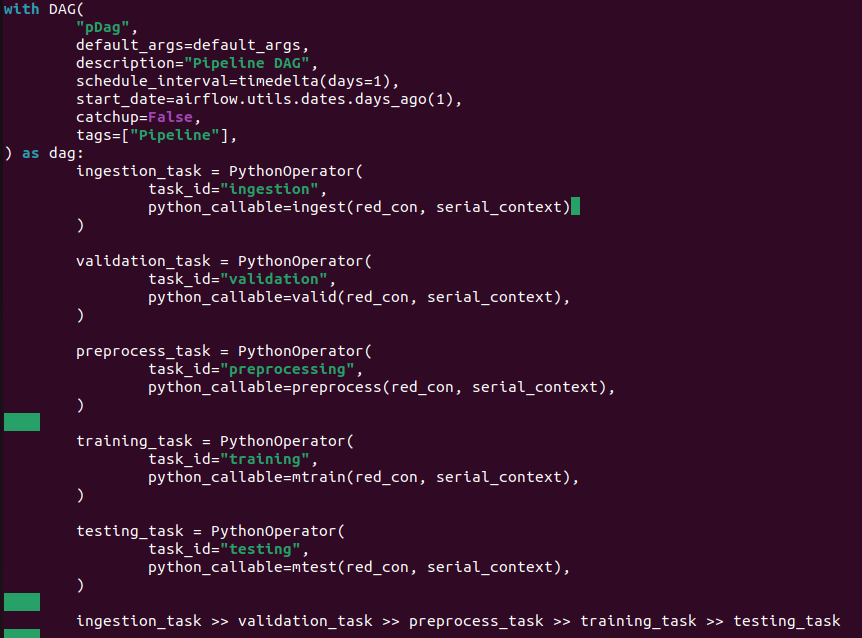 with DAG(
        "pDag",
        default_args=default_args,
        description="Pipeline DAG",
        schedule_interval=timedelta(days=1),
        start_date=airflow.utils.dates.days_ago(1),
        catchup=False,
        tags=["Pipeline"],
) as dag:
        ingestion_task = PythonOperator(
                task_id="ingestion",
                python_callable=ingest(red_con, serial_context)
        )

        validation_task = PythonOperator(
                task_id="validation",
                python_callable=valid(red_con, serial_context),
        )

        preprocess_task = PythonOperator(
                task_id="preprocessing",
                python_callable=preprocess(red_con, serial_context),
        )

        training_task = PythonOperator(
                task_id="training",
                python_callable=mtrain(red_con, serial_context),
        )

        testing_task = PythonOperator(
                task_id="testing",
                python_callable=mtest(red_con, serial_context),
        )

        ingestion_task >> validation_task >> preprocess_task >> training_task >> testing_task